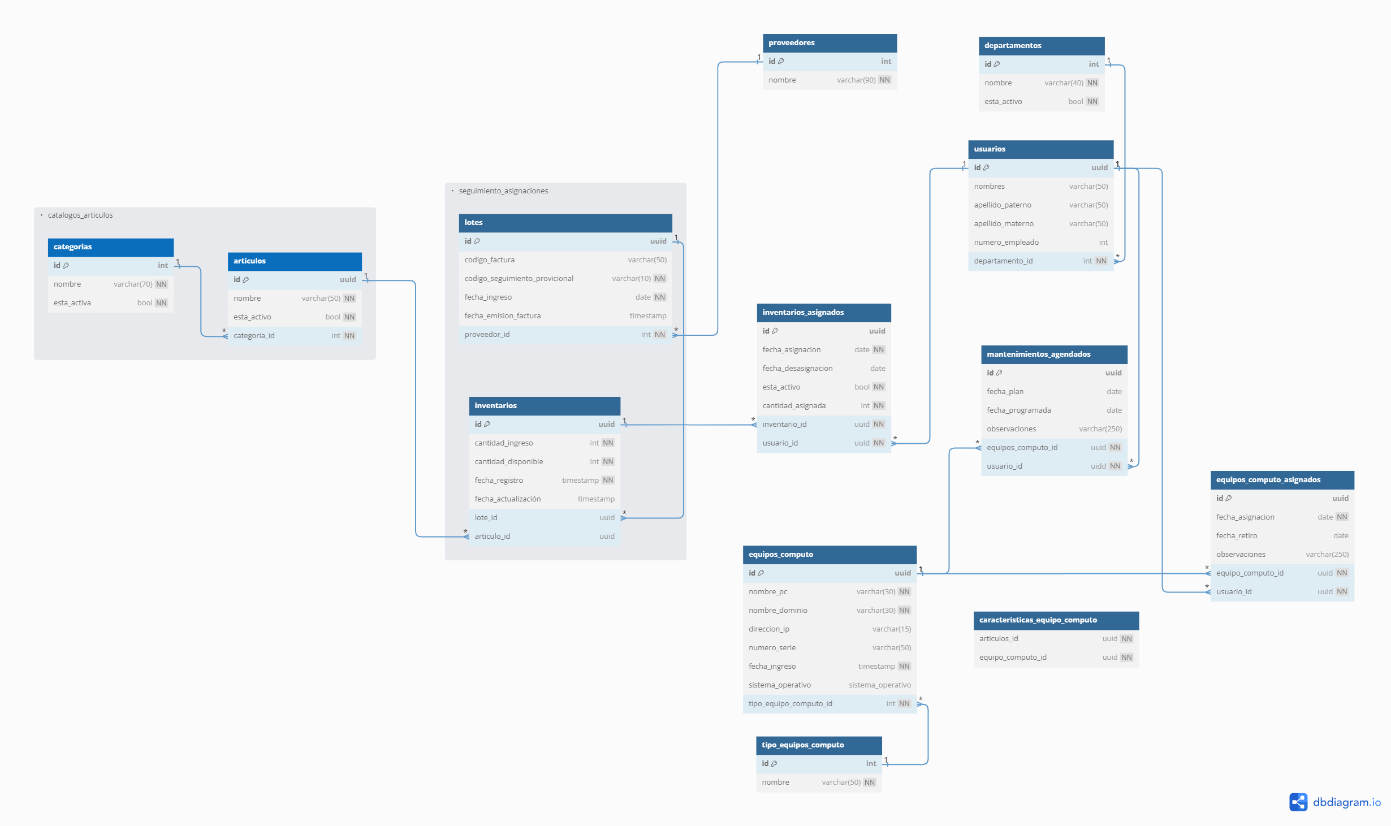 proveedores
id int
nombre varchar(90) NN
departamentos
id int
nombre varchar(40) NN
esta_activo bool NN
usuarios
id uuid
nombres varchar(50)
apellido_paterno varchar(50)
apellido_materno varchar(50)
numero_empleado int
departamento_id int NN
catalogos_articulos
categorias
id int
nombre varchar(70) NN
esta_activa bool NN
articulos
id uuid
nombre varchar(50) NN
esta_activo bool NN
categoria_id int NN
seguimiento_asignaciones
lotes
id uuid
codigo_factura varchar(50)
codigo_seguimiento_provicional varchar(10) NN
fecha_ingreso date NN
fecha_emision_factura timestamp
proveedor_id int NN
inventarios
id uuid
cantidad_ingreso int NN
cantidad_disponible int NN
fecha_registro timestamp NN
fecha_actualización timestamp
lote_id uuid
articulo_id uuid
inventarios_asignados
id uuid
fecha_asignacion date NN
fecha_desasignacion date
esta_activo bool NN
cantidad_asignada int NN
inventario_id uuid NN
usuario_id uuid NN
mantenimientos_agendados
id uuid
fecha_plan date
fecha_programada date
observaciones varchar(250)
equipos_computo_id uuid NN
usuario_id uidd NN
equipos_computo_asignados
id uuid
fecha_asignacion date NN
fecha_retiro date
observaciones varchar(250)
equipo_computo_id uuid NN
usuario_id uuid NN
equipos_computo
id uuid
nombre_pc varchar(30) NN
nombre_dominio varchar(30) NN
direccion_ip varchar(15)
numero_serie varchar(50)
fecha_ingreso timestamp NN
sistema_operativo sistema_operativo
tipo_equipo_computo_id int NN
caracteristicas_equipo_computo
articulos_id uuid NN
equipo_computo_id uuid NN
tipo_equipos_computo
id int
nombre varchar(50) NN
dbdiagram.io